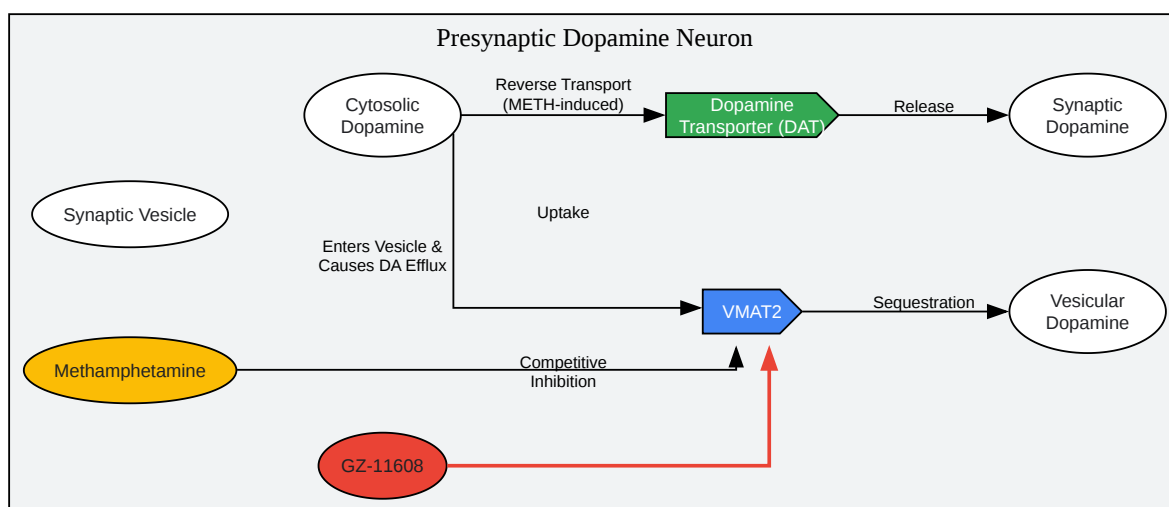 Presynaptic Dopamine Neuron
Cytosolic
Dopamine
Reverse Transport
(METH-induced)
Dopamine
Transporter (DAT)
Release
Synaptic
Dopamine
Synaptic Vesicle
Uptake
Enters Vesicle &
Causes DA Efflux
VMAT2
Sequestration
Vesicular
Dopamine
Methamphetamine
Competitive
Inhibition
GZ-11608